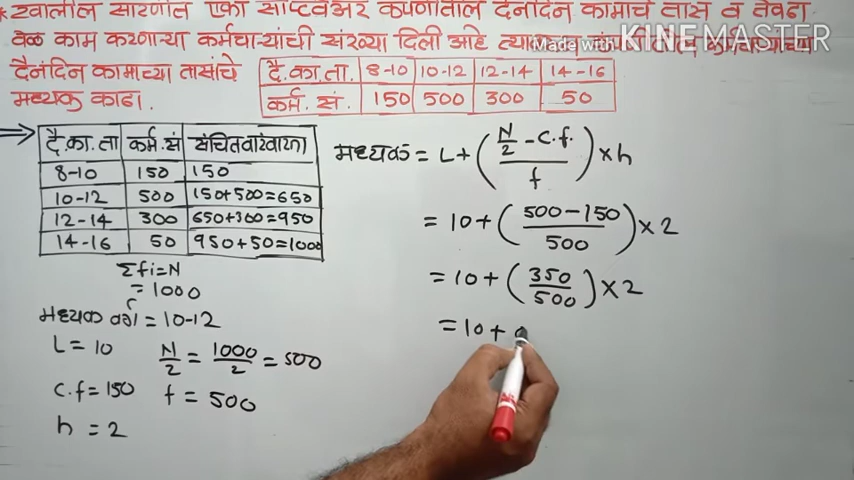 * खालील सारणीत एका सॉफ्टवेअर कंपनीतील दैनंदिन कामाचे तास व तेवढा
वेळ काम करणाऱ्या कर्मचाऱ्यांची संख्या दिली आहे त्या
Made with KINE MASTER
दैनंदिन कामाच्या तासांचे
मध्यक काढा.
दै.का.ता. 8-10 10-12 12-14 14-16
कर्म. सं. 150 500 300 50
दै.का.ता कर्म.सं संचितवारंवारता
8-10 150 150
10-12 500 150+500=650
12-14 300 650+300=950
14-16 50 950+50=1000
Σfi=N
=1000
मध्यक वर्ग = 10-12
L = 10 N/2 = 1000/2 = 500
c.f = 150 f = 500
h = 2
मध्यक = L + ( (N/2 - c.f.) / f ) × h
= 10 + ( (500-150) / 500 ) × 2
= 10 + ( 350/500 ) × 2
= 10 +